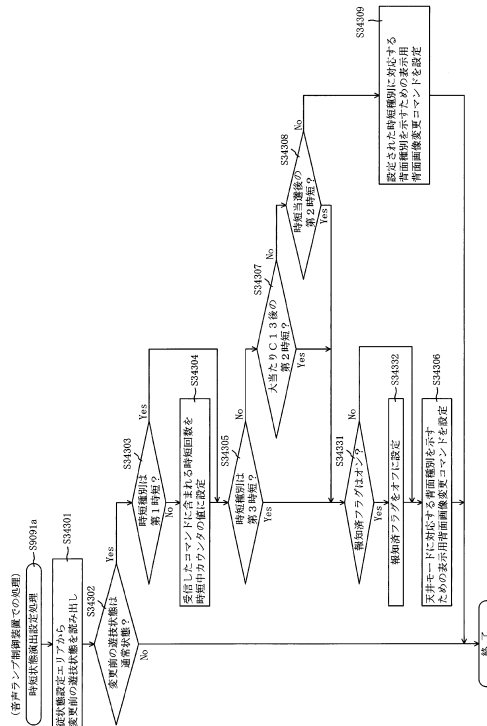 (音声ランプ制御装置での処理)
時短状態演出設定処理
S9091a
従状態設定エリアから
変更前の遊技状態を読み出し
S34301
変更前の遊技状態は
通常状態？
S34302
Yes
No
時短種別は
第１時短？
S34303
Yes
No
受信したコマンドに含まれる時短回数を
時短中カウンタの値に設定
S34304
時短種別は
第３時短？
S34305
No
Yes
大当たりＣ１３後の
第２時短？
S34307
No
Yes
時短当選後の
第２時短？
S34308
No
Yes
設定された時短種別に対応する
背面種別を示すための表示用
背面画像変更コマンドを設定
S34309
報知済フラグはオン？
S34331
No
Yes
報知済フラグをオフに設定
S34332
天井モードに対応する背面種別を示す
ための表示用背面画像変更コマンドを設定
S34306
終了